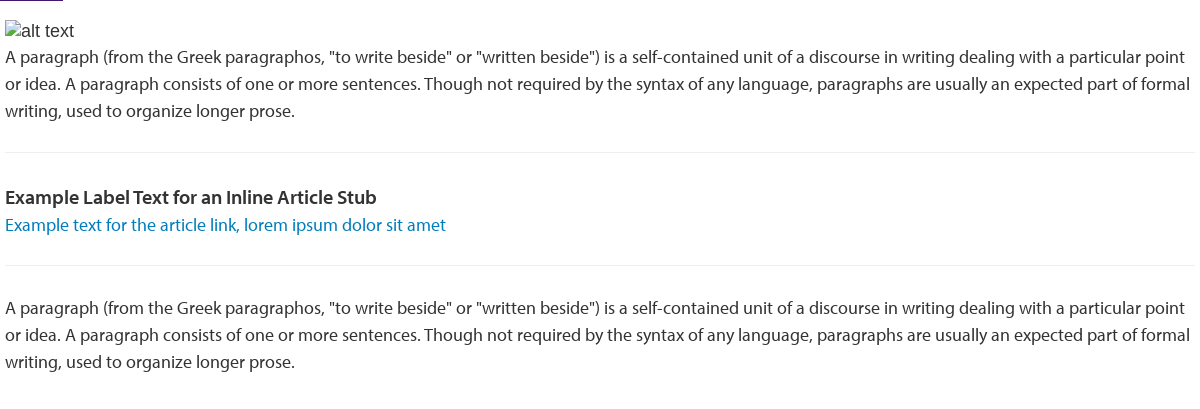 alt text
A paragraph (from the Greek paragraphos, "to write beside" or "written beside") is a self-contained unit of a discourse in writing dealing with a particular point
or idea. A paragraph consists of one or more sentences. Though not required by the syntax of any language, paragraphs are usually an expected part of formal
writing, used to organize longer prose.
Example Label Text for an Inline Article Stub
Example text for the article link, lorem ipsum dolor sit amet
A paragraph (from the Greek paragraphos, "to write beside" or "written beside") is a self-contained unit of a discourse in writing dealing with a particular point
or idea. A paragraph consists of one or more sentences. Though not required by the syntax of any language, paragraphs are usually an expected part of formal
writing, used to organize longer prose.